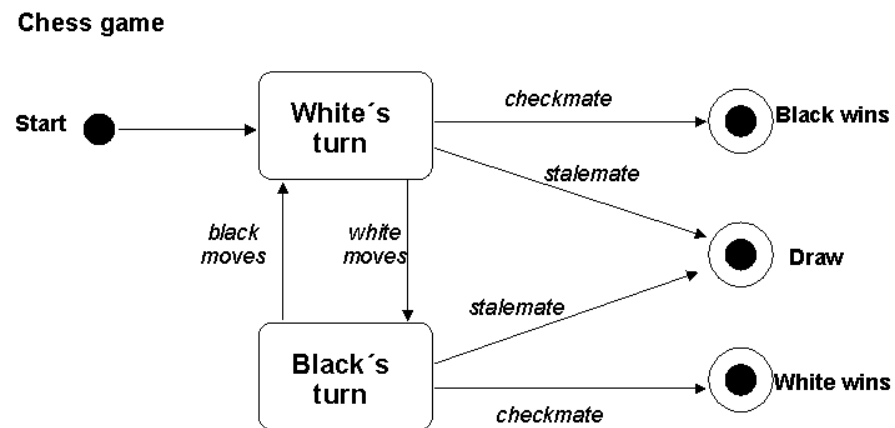 Chess game
Start
White´s
turn
checkmate
Black wins
stalemate
black
moves
white
moves
Draw
stalemate
Black´s
turn
White wins
checkmate